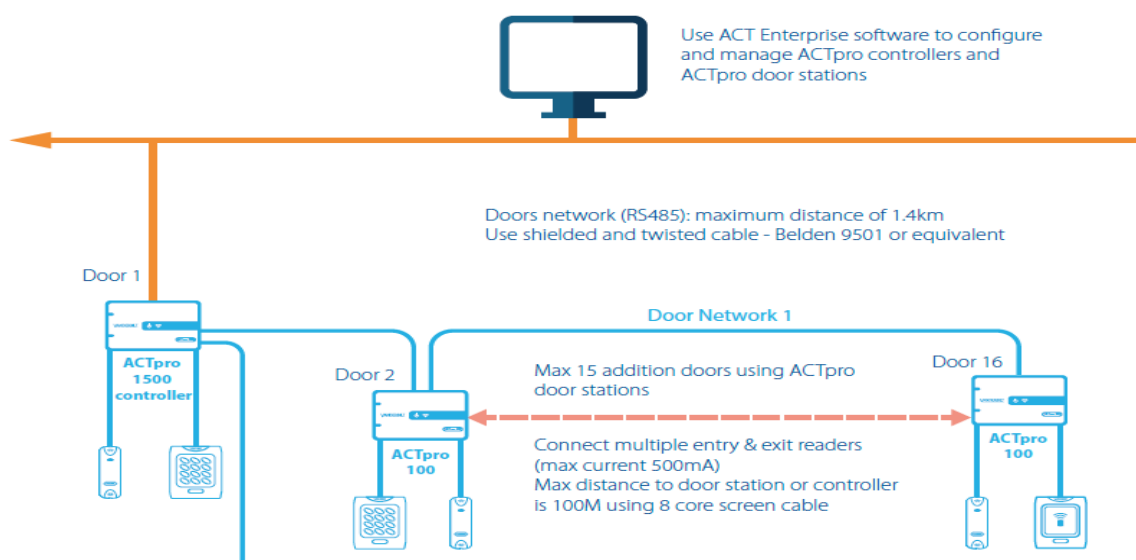 Use ACT Enterprise software to configure
and manage ACTpro controllers and
ACTpro door stations
Doors network (RS485): maximum distance of 1.4km
Use shielded and twisted cable - Belden 9501 or equivalent
Door 1
Door Network 1
ACTpro
1500
controller
Door 2
Max 15 addition doors using ACTpro
door stations
Door 16
ACTpro
100
Connect multiple entry & exit readers
(max current 500mA)
Max distance to door station or controller
is 100M using 8 core screen cable
ACTpro
100